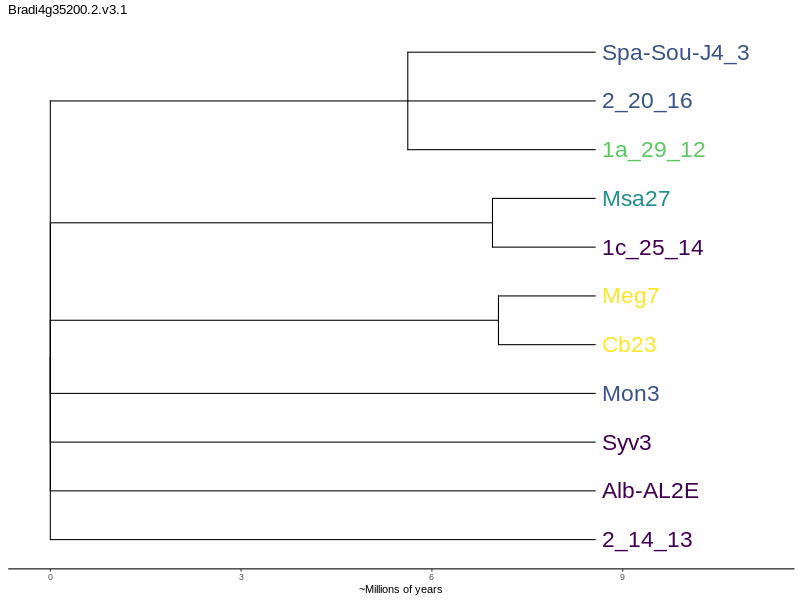 Bradi4g35200.2.v3.1
Spa-Sou-J4_3
2_20_16
1a_29_12
Msa27
1c_25_14
Meg7
Cb23
Mon3
Syv3
Alb-AL2E
2_14_13
0 3 6 9
~Millions of years